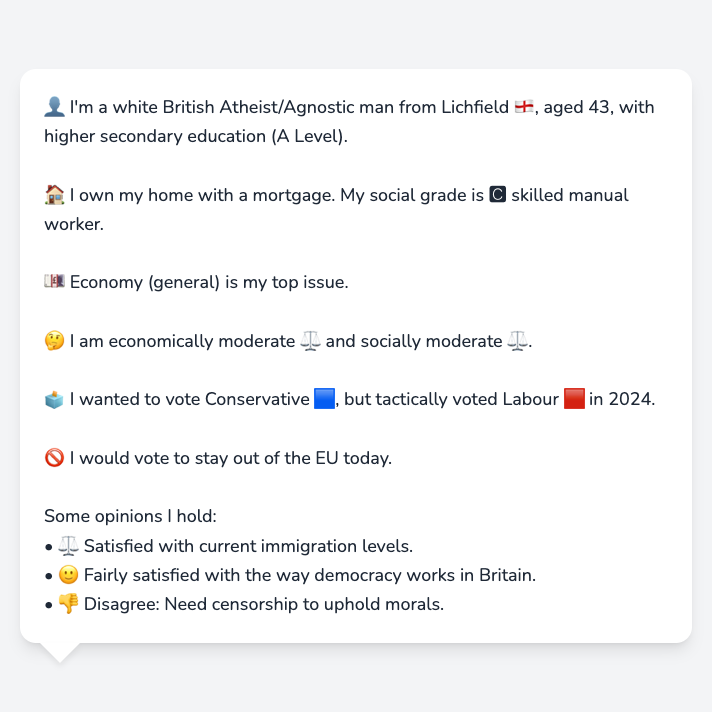 👤 I'm a white British Atheist/Agnostic man from Lichfield 🏴󠁧󠁢󠁥󠁮󠁧󠁿, aged 43, with
higher secondary education (A Level).
🏠 I own my home with a mortgage. My social grade is 🅲 skilled manual
worker.
💷 Economy (general) is my top issue.
🤔 I am economically moderate ⚖️ and socially moderate ⚖️.
🗳️ I wanted to vote Conservative 🟦, but tactically voted Labour 🟥 in 2024.
🚫 I would vote to stay out of the EU today.
Some opinions I hold:
• ⚖️ Satisfied with current immigration levels.
• 🙂 Fairly satisfied with the way democracy works in Britain.
• 👎 Disagree: Need censorship to uphold morals.